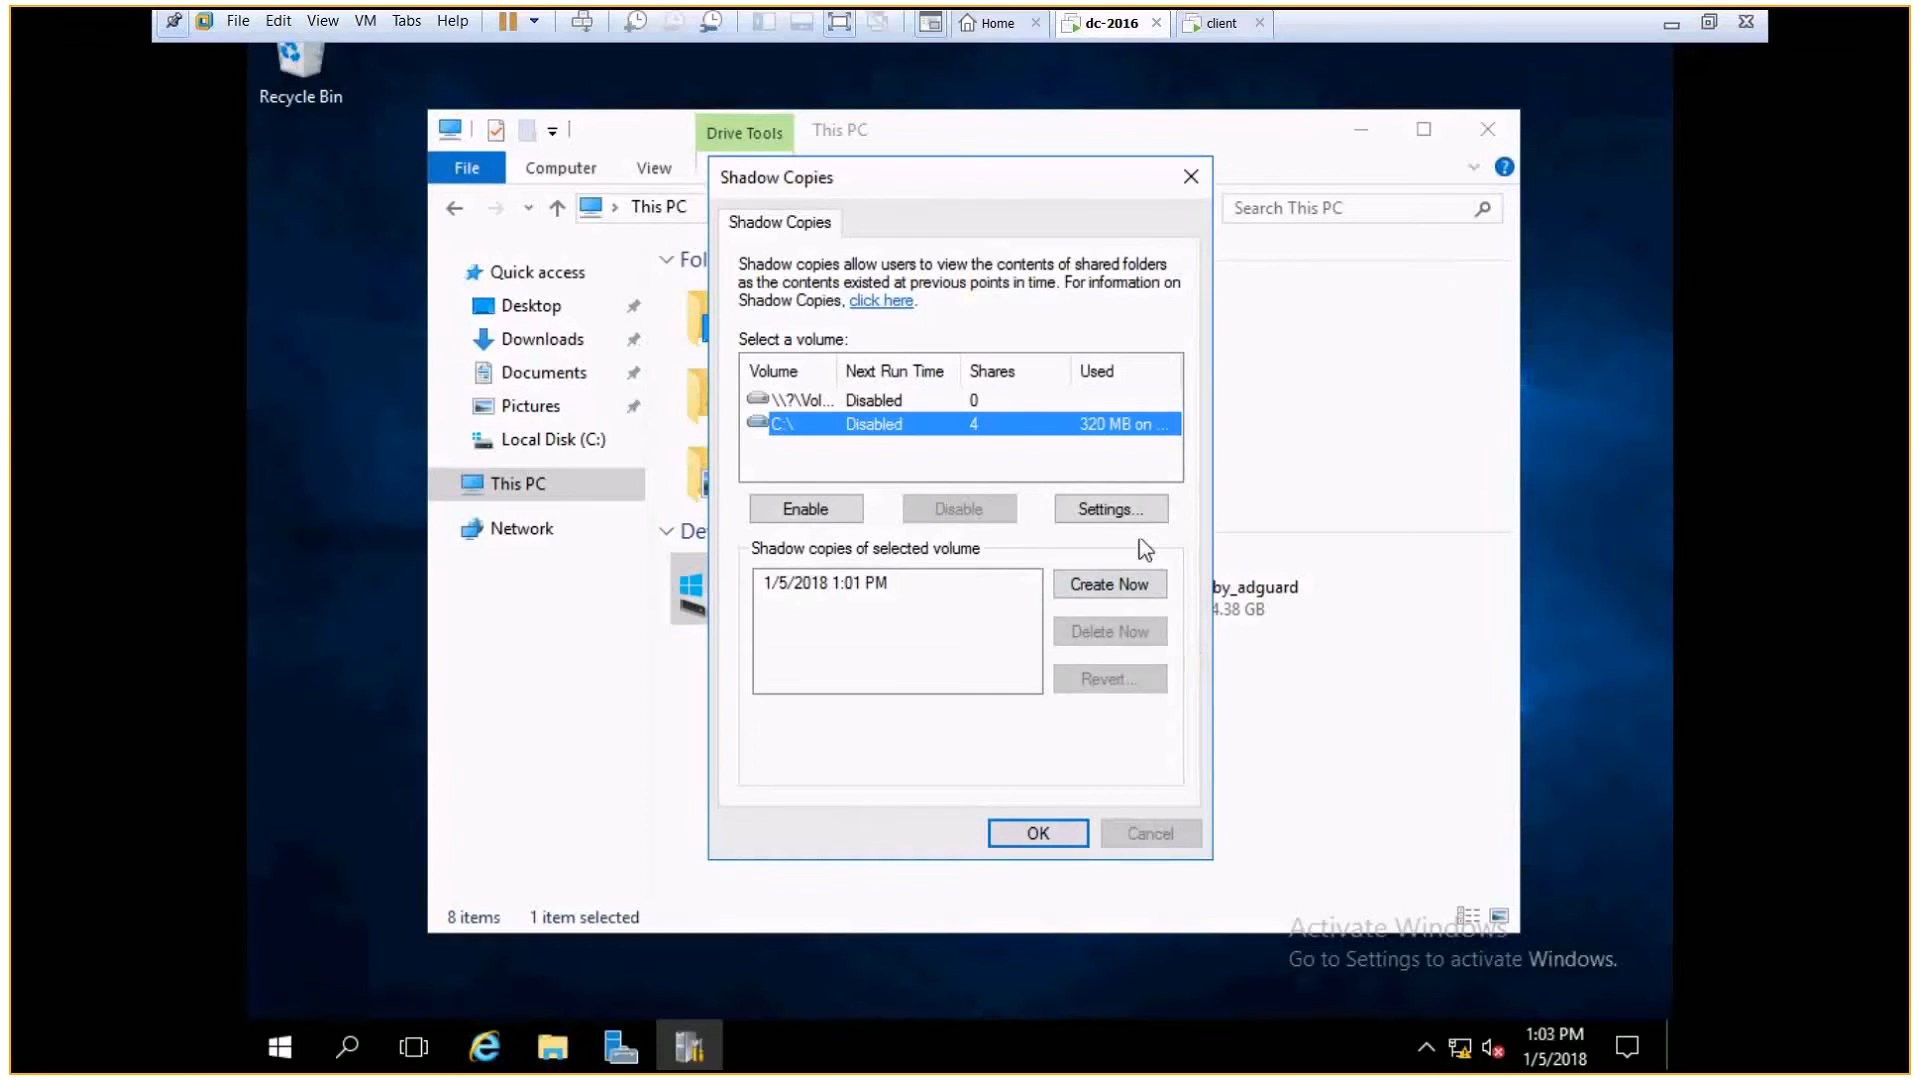 File Edit View VM Tabs Help
Home dc-2016 client
Recycle Bin
Drive Tools This PC
File Computer View
This PC
Search This PC
Shadow Copies
Shadow Copies
Shadow copies allow users to view the contents of shared folders
as the contents existed at previous points in time. For information on
Shadow Copies, click here.
Select a volume:
Volume Next Run Time Shares Used
\\?\Vol... Disabled 0
C:\ Disabled 4 320 MB on ...
Enable Disable Settings...
Shadow copies of selected volume
1/5/2018 1:01 PM
Create Now
Delete Now
Revert...
OK Cancel
Quick access
Desktop
Downloads
Documents
Pictures
Local Disk (C:)
This PC
Network
Fol
De
by_adguard
4.38 GB
8 items 1 item selected
Activate Windows
Go to Settings to activate Windows.
1:03 PM
1/5/2018